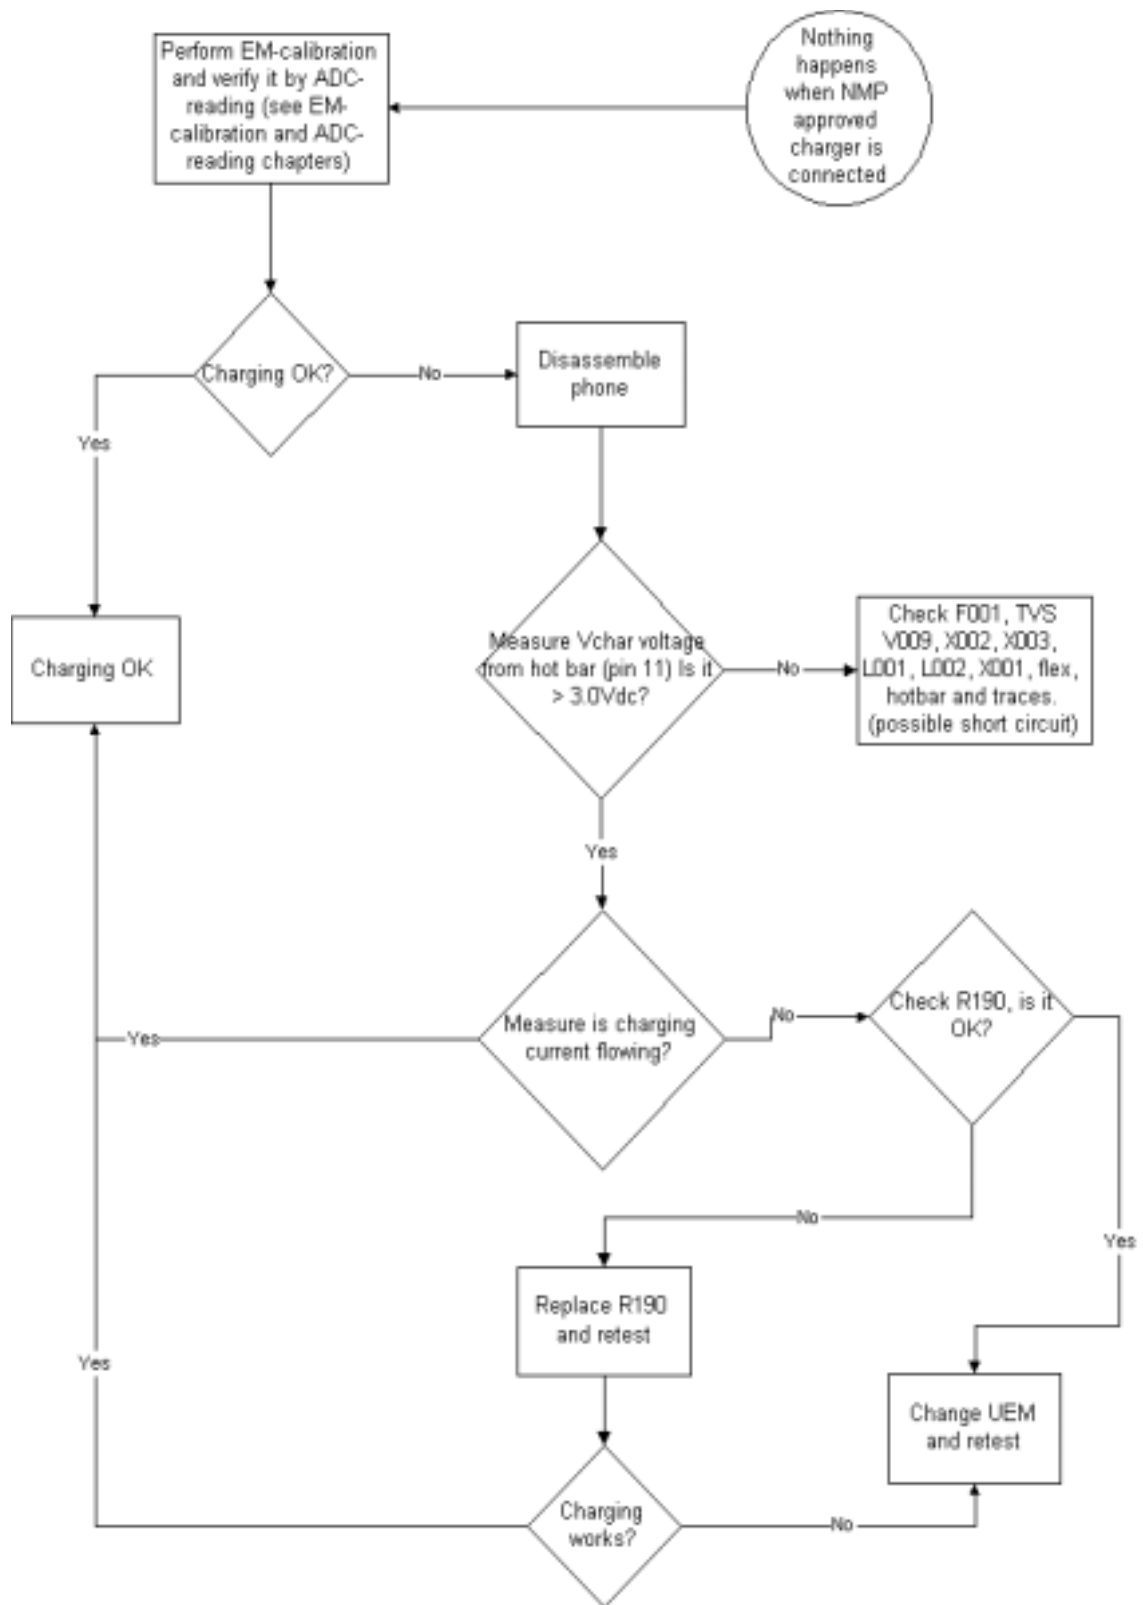 Nothing
happens
when NMP
approved
charger is
connected
Perform EM-calibration
and verify it by ADC-
reading (see EM-
calibration and ADC-
reading chapters)
Charging OK?
No
Yes
Disassemble
phone
Charging OK
Measure Vchar voltage
from hot bar (pin 11) Is it
> 3.0Vdc?
No
Check F001, TVS
V009, X002, X003,
L001, L002, X001, flex,
hotbar and traces.
(possible short circuit)
Yes
Measure is charging
current flowing?
Yes
No
Check R190, is it
OK?
No
Yes
Replace R190
and retest
Change UEM
and retest
Charging
works?
Yes
No